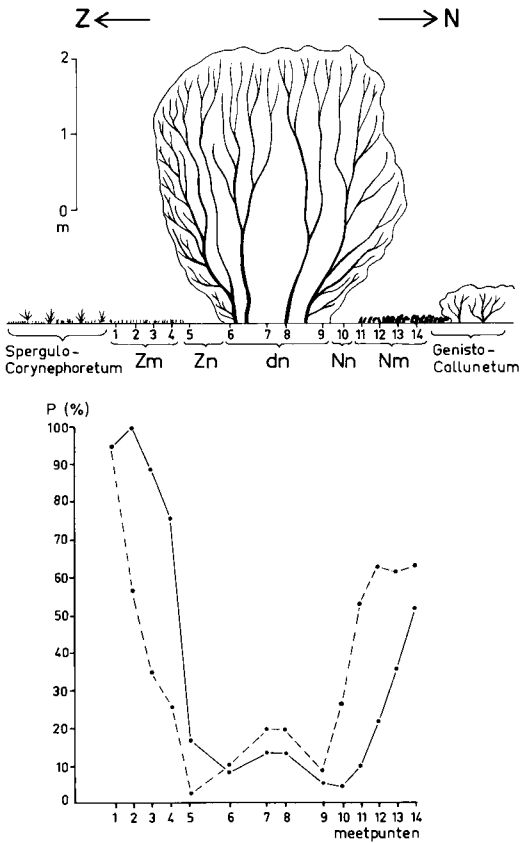 Z ← → N
2
1
0
m
1 2 3 4 5 6 7 8 9 10 11 12 13 14
Spergulo-
Corynephoretum
Zm Zn dn Nn Nm
Genisto-
Callunetum
P (%)
100
90
80
70
60
50
40
30
20
10
0
1 2 3 4 5 6 7 8 9 10 11 12 13 14
meetpunten